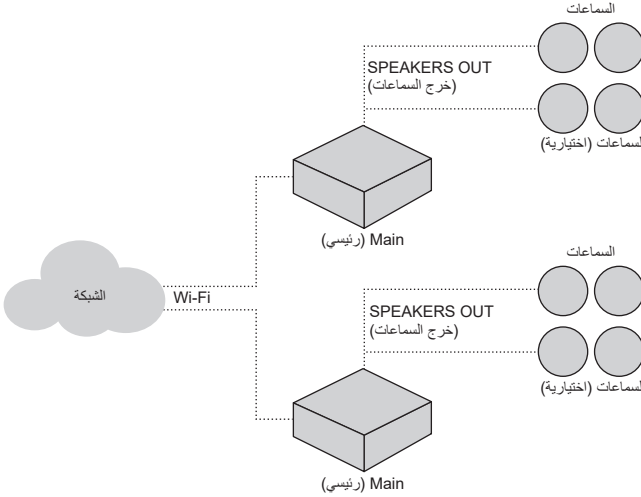 السماعات
SPEAKERS OUT
(خرج السماعات)
السماعات (اختيارية)
Main (رئيسي)
الشبكة
Wi-Fi
السماعات
SPEAKERS OUT
(خرج السماعات)
السماعات (اختيارية)
Main (رئيسي)